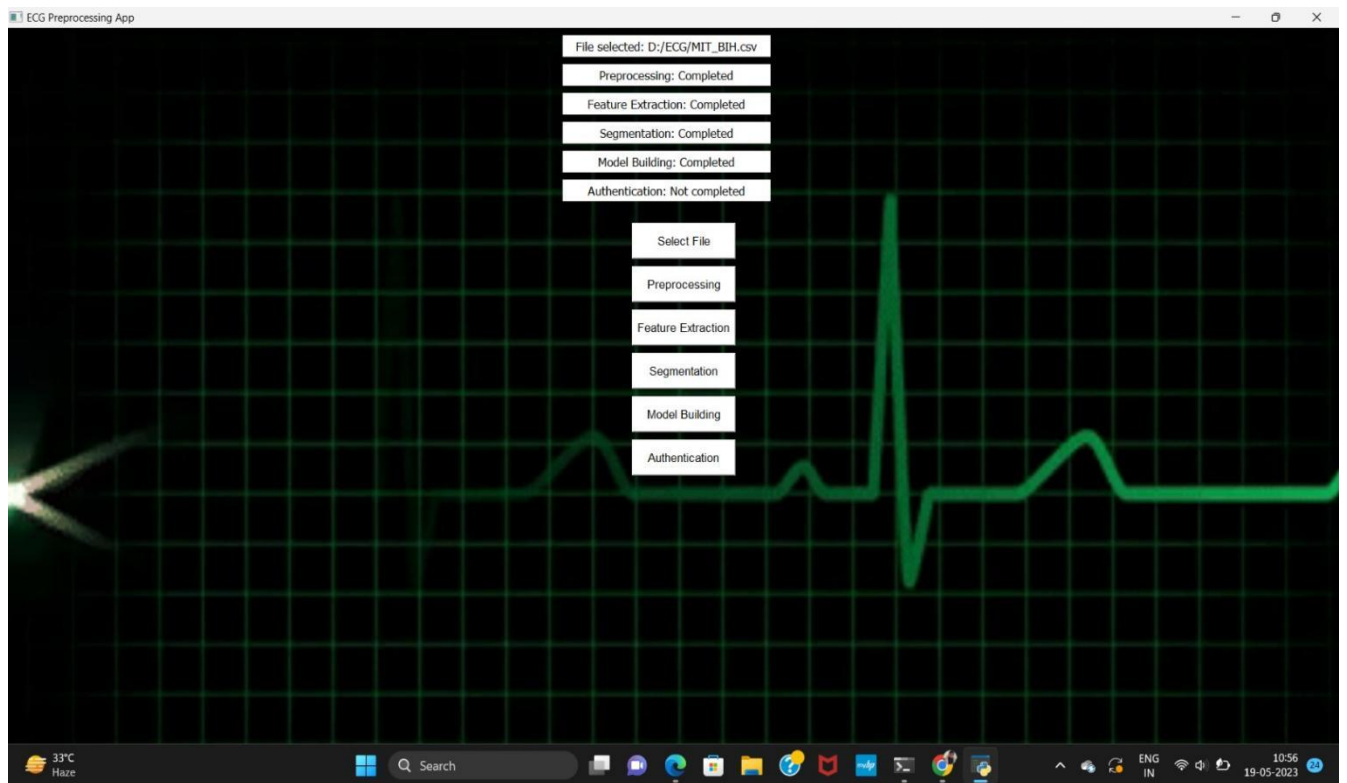 ECG Preprocessing App
File selected: D:/ECG/MIT_BIH.csv
Preprocessing: Completed
Feature Extraction: Completed
Segmentation: Completed
Model Building: Completed
Authentication: Not completed
Select File
Preprocessing
Feature Extraction
Segmentation
Model Building
Authentication
33°C
Haze
Search
ENG
IN
10:56
19-05-2023
24